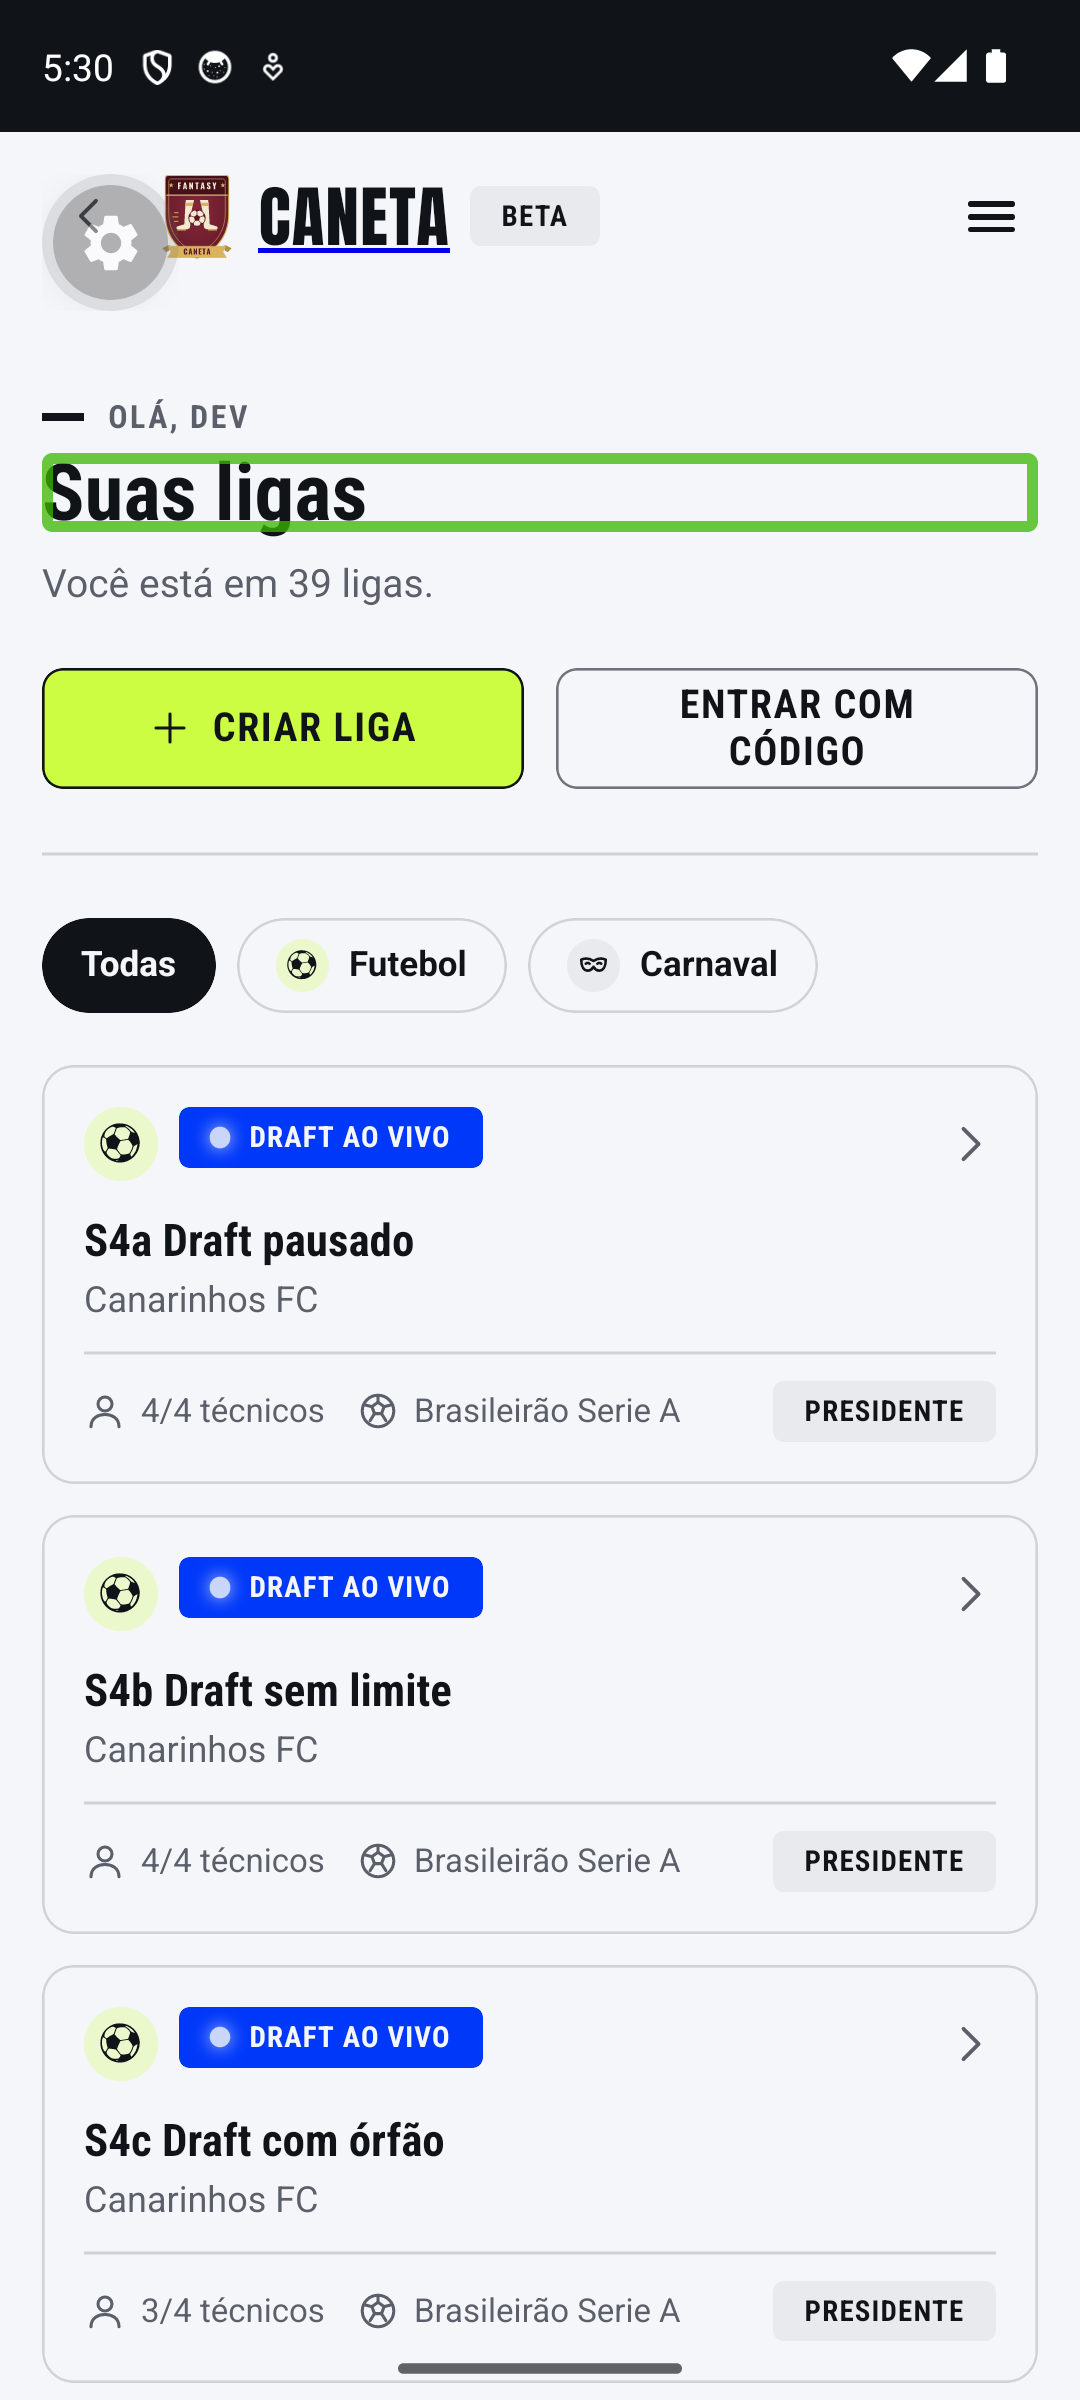 5:30
FANTASY
CANETA
CANETA
BETA
OLÁ, DEV
Suas ligas
Você está em 39 ligas.
CRIAR LIGA
ENTRAR COM
CÓDIGO
Todas
Futebol
Carnaval
DRAFT AO VIVO
S4a Draft pausado
Canarinhos FC
4/4 técnicos
Brasileirão Serie A
PRESIDENTE
DRAFT AO VIVO
S4b Draft sem limite
Canarinhos FC
4/4 técnicos
Brasileirão Serie A
PRESIDENTE
DRAFT AO VIVO
S4c Draft com órfão
Canarinhos FC
3/4 técnicos
Brasileirão Serie A
PRESIDENTE